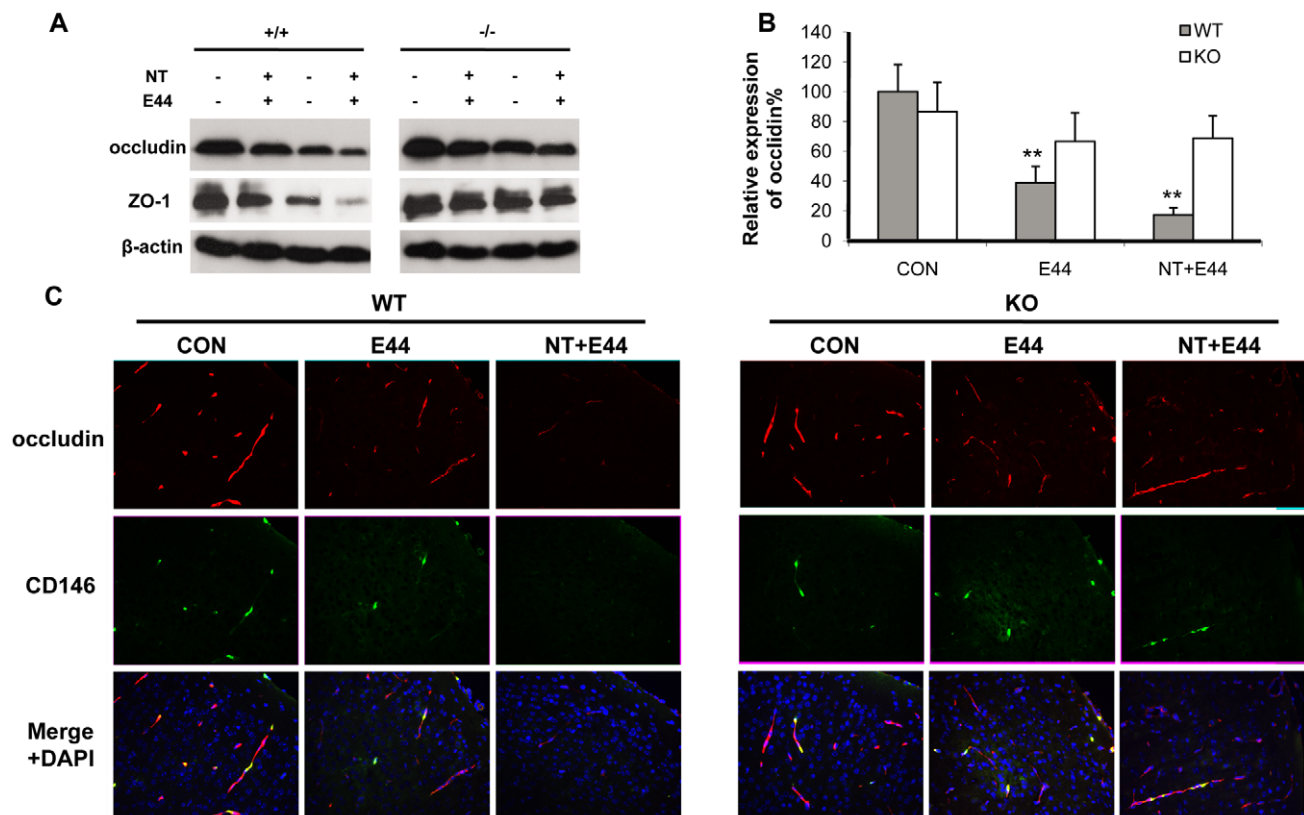 A
+/+
-/-
NT - + - + - + - +
E44 - + - + - + - +
occludin
ZO-1
β-actin
B
Relative expression
of occlidin%
140
120
100
80
60
40
20
0
WT
KO
**
**
CON E44 NT+E44
C
WT KO
CON E44 NT+E44 CON E44 NT+E44
occludin
CD146
Merge
+DAPI